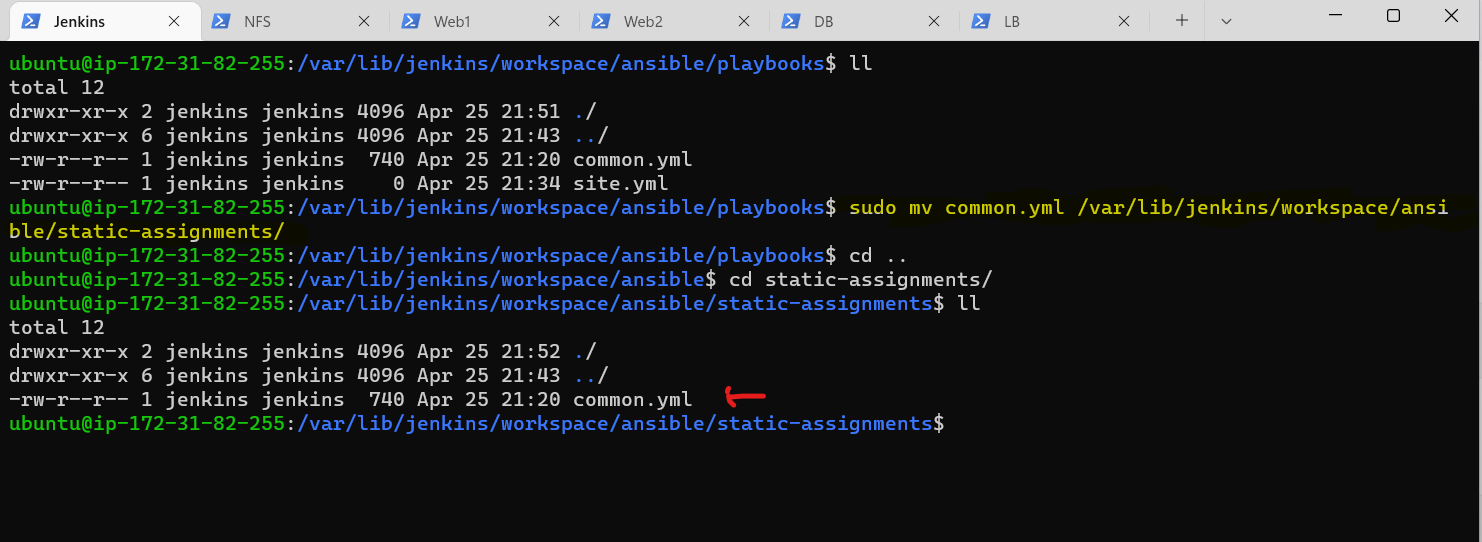 Jenkins NFS Web1 Web2 DB LB
ubuntu@ip-172-31-82-255:/var/lib/jenkins/workspace/ansible/playbooks$ ll
total 12
drwxr-xr-x 2 jenkins jenkins 4096 Apr 25 21:51 ./
drwxr-xr-x 6 jenkins jenkins 4096 Apr 25 21:43 ../
-rw-r--r-- 1 jenkins jenkins  740 Apr 25 21:20 common.yml
-rw-r--r-- 1 jenkins jenkins    0 Apr 25 21:34 site.yml
ubuntu@ip-172-31-82-255:/var/lib/jenkins/workspace/ansible/playbooks$ sudo mv common.yml /var/lib/jenkins/workspace/ansi
ble/static-assignments/
ubuntu@ip-172-31-82-255:/var/lib/jenkins/workspace/ansible/playbooks$ cd ..
ubuntu@ip-172-31-82-255:/var/lib/jenkins/workspace/ansible$ cd static-assignments/
ubuntu@ip-172-31-82-255:/var/lib/jenkins/workspace/ansible/static-assignments$ ll
total 12
drwxr-xr-x 2 jenkins jenkins 4096 Apr 25 21:52 ./
drwxr-xr-x 6 jenkins jenkins 4096 Apr 25 21:43 ../
-rw-r--r-- 1 jenkins jenkins  740 Apr 25 21:20 common.yml
ubuntu@ip-172-31-82-255:/var/lib/jenkins/workspace/ansible/static-assignments$